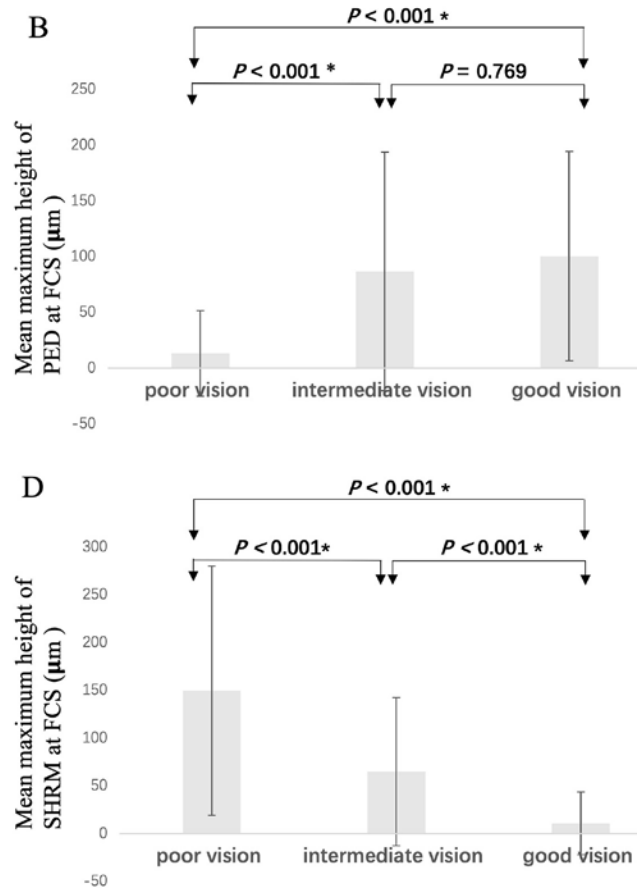 B
P < 0.001 *
P < 0.001 *
P = 0.769
Mean maximum height of
PED at FCS (μm)
250
200
150
100
50
0
-50
poor vision
intermediate vision
good vision
D
P < 0.001 *
P < 0.001*
P < 0.001 *
Mean maximum height of
SHRM at FCS (μm )
300
250
200
150
100
50
0
-50
poor vision
intermediate vision
good vision